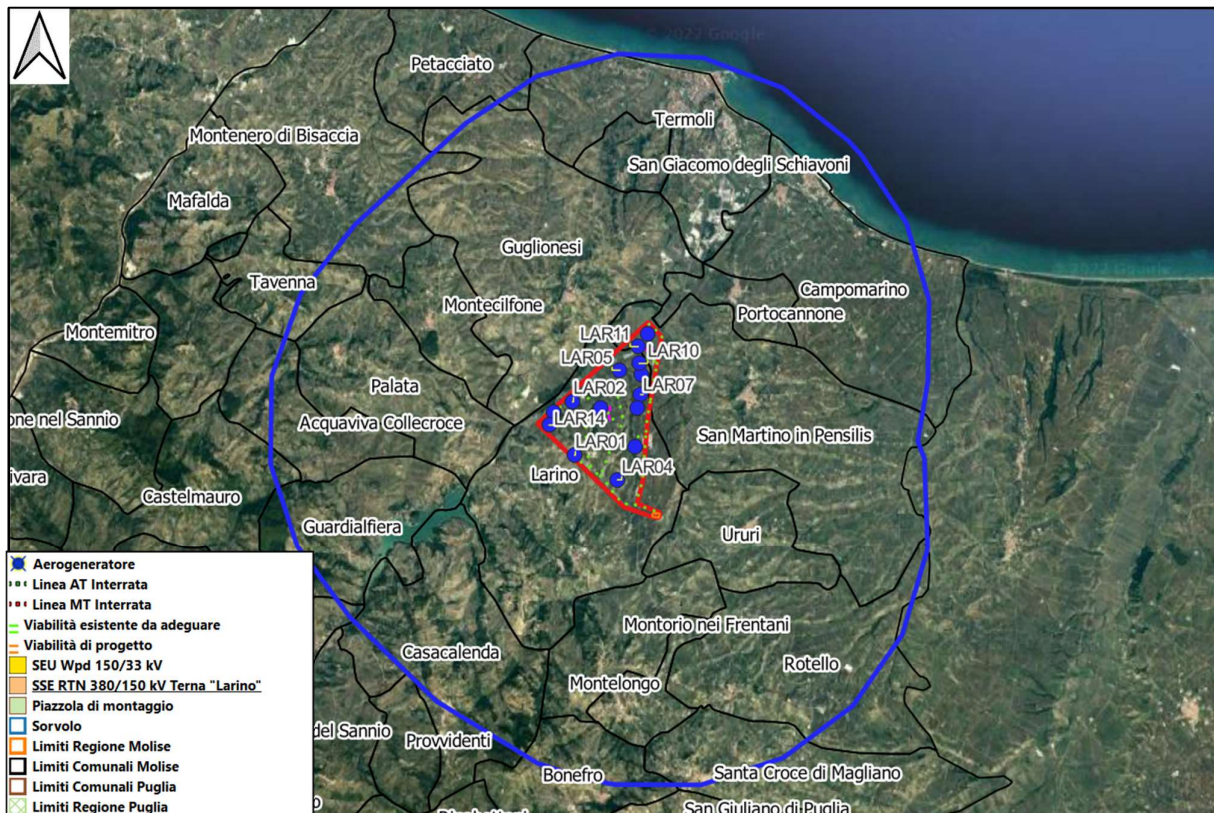 © 2022 Google
Petacciato
Termoli
Montenero di Bisaccia
San Giacomo degli Schiavoni
Mafalda
Guglionesi
Tavenna
Campomarino
Montecilfone
Portocannone
Montemitro
LAR11
LAR10
LAR05
Palata
LAR02
LAR07
one nel Sannio
Acquaviva Collecroce
LAR14
San Martino in Pensilis
LAR01
ivara
Larino
LAR04
Castelmauro
Guardialfiera
Ururi
Aerogeneratore
Linea AT Interrata
Linea MT Interrata
Viabilità esistente da adeguare
Viabilità di progetto
SEU Wpd 150/33 kV
SSE RTN 380/150 kV Terna "Larino"
Piazzola di montaggio
Sorvolo
Limiti Regione Molise
Limiti Comunali Molise
Limiti Comunali Puglia
Limiti Regione Puglia
Montorio nei Frentani
Casacalenda
Rotello
Montelongo
del Sannio
Provvidenti
Bonefro
Santa Croce di Magliano
San Giuliano di Puglia